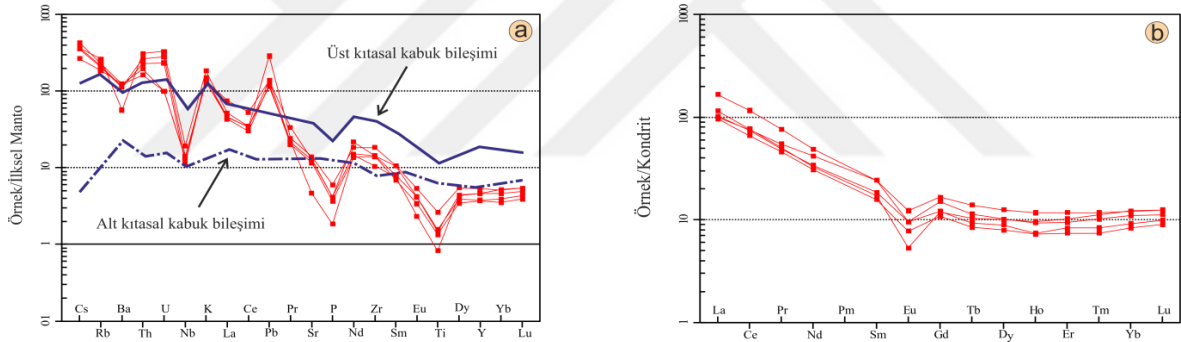 a
Örnek/İlksel Manto
1000
100
10
1
01
Üst kıtasal kabuk bileşimi
Alt kıtasal kabuk bileşimi
Cs Ba U K Ce Pr P Zr Eu Dy Yb
Rb Th Nb La Pb Sr Nd Sm Ti Y Lu
b
Örnek/Kondrit
1000
100
10
1
La Pr Pm Eu Tb Ho Tm Lu
Ce Nd Sm Gd Dy Er Yb